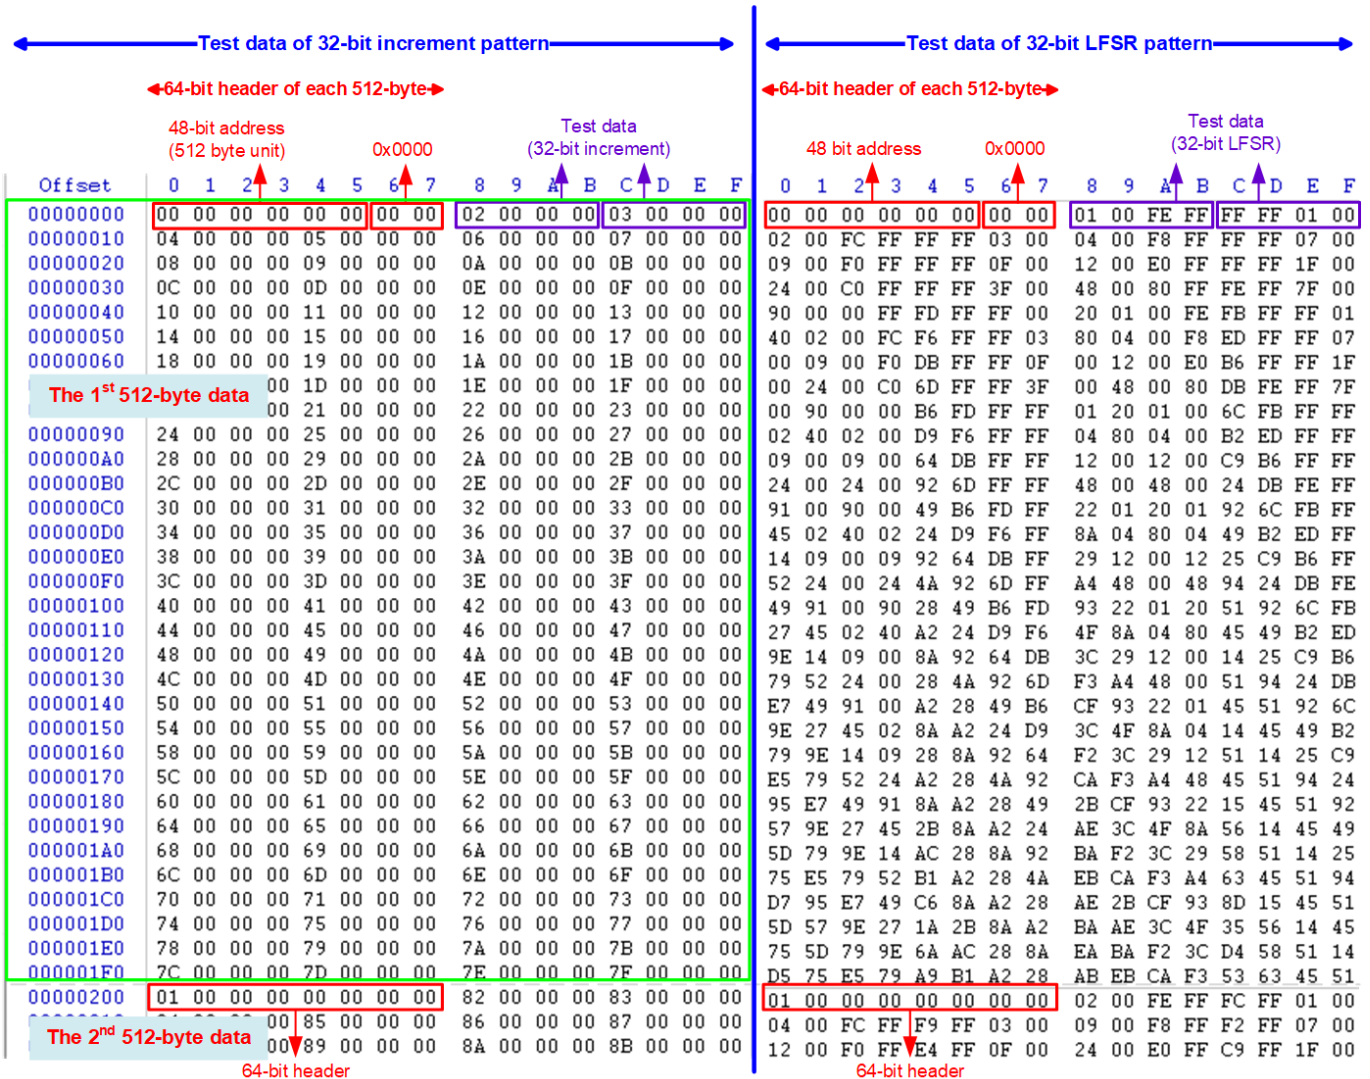 Test data of 32-bit increment pattern
64-bit header of each 512-byte
48-bit address
(512 byte unit)
0x0000
Test data
(32-bit increment)
Offset 0 1 2 3 4 5 6 7 8 9 A B C D E F
00000000 00 00 00 00 00 00 00 00 02 00 00 00 03 00 00 00
00000010 04 00 00 00 05 00 00 00 06 00 00 00 07 00 00 00
00000020 08 00 00 00 09 00 00 00 0A 00 00 00 0B 00 00 00
00000030 0C 00 00 00 0D 00 00 00 0E 00 00 00 0F 00 00 00
00000040 10 00 00 00 11 00 00 00 12 00 00 00 13 00 00 00
00000050 14 00 00 00 15 00 00 00 16 00 00 00 17 00 00 00
00000060 18 00 00 00 19 00 00 00 1A 00 00 00 1B 00 00 00
The 1st 512-byte data
00 1D 00 00 00 1E 00 00 00 1F 00 00 00
00 21 00 00 00 22 00 00 00 23 00 00 00
00000090 24 00 00 00 25 00 00 00 26 00 00 00 27 00 00 00
000000A0 28 00 00 00 29 00 00 00 2A 00 00 00 2B 00 00 00
000000B0 2C 00 00 00 2D 00 00 00 2E 00 00 00 2F 00 00 00
000000C0 30 00 00 00 31 00 00 00 32 00 00 00 33 00 00 00
000000D0 34 00 00 00 35 00 00 00 36 00 00 00 37 00 00 00
000000E0 38 00 00 00 39 00 00 00 3A 00 00 00 3B 00 00 00
000000F0 3C 00 00 00 3D 00 00 00 3E 00 00 00 3F 00 00 00
00000100 40 00 00 00 41 00 00 00 42 00 00 00 43 00 00 00
00000110 44 00 00 00 45 00 00 00 46 00 00 00 47 00 00 00
00000120 48 00 00 00 49 00 00 00 4A 00 00 00 4B 00 00 00
00000130 4C 00 00 00 4D 00 00 00 4E 00 00 00 4F 00 00 00
00000140 50 00 00 00 51 00 00 00 52 00 00 00 53 00 00 00
00000150 54 00 00 00 55 00 00 00 56 00 00 00 57 00 00 00
00000160 58 00 00 00 59 00 00 00 5A 00 00 00 5B 00 00 00
00000170 5C 00 00 00 5D 00 00 00 5E 00 00 00 5F 00 00 00
00000180 60 00 00 00 61 00 00 00 62 00 00 00 63 00 00 00
00000190 64 00 00 00 65 00 00 00 66 00 00 00 67 00 00 00
000001A0 68 00 00 00 69 00 00 00 6A 00 00 00 6B 00 00 00
000001B0 6C 00 00 00 6D 00 00 00 6E 00 00 00 6F 00 00 00
000001C0 70 00 00 00 71 00 00 00 72 00 00 00 73 00 00 00
000001D0 74 00 00 00 75 00 00 00 76 00 00 00 77 00 00 00
000001E0 78 00 00 00 79 00 00 00 7A 00 00 00 7B 00 00 00
000001F0 7C 00 00 00 7D 00 00 00 7E 00 00 00 7F 00 00 00
00000200 01 00 00 00 00 00 00 00 82 00 00 00 83 00 00 00
The 2nd 512-byte data
00 85 00 00 00 86 00 00 00 87 00 00 00
00 89 00 00 00 8A 00 00 00 8B 00 00 00
64-bit header
Test data of 32-bit LFSR pattern
64-bit header of each 512-byte
48 bit address
0x0000
Test data
(32-bit LFSR)
0 1 2 3 4 5 6 7 8 9 A B C D E F
00 00 00 00 00 00 00 00 01 00 FE FF FF FF 01 00
02 00 FC FF FF FF 03 00 04 00 F8 FF FF FF 07 00
09 00 F0 FF FF FF 0F 00 12 00 E0 FF FF FF 1F 00
24 00 C0 FF FF FF 3F 00 48 00 80 FF FE FF 7F 00
90 00 00 FF FD FF FF 00 20 01 00 FE FB FF FF 01
40 02 00 FC F6 FF FF 03 80 04 00 F8 ED FF FF 07
00 09 00 F0 DB FF FF 0F 00 12 00 E0 B6 FF FF 1F
00 24 00 C0 6D FF FF 3F 00 48 00 80 DB FE FF 7F
00 90 00 00 B6 FD FF FF 01 20 01 00 6C FB FF FF
02 40 02 00 D9 F6 FF FF 04 80 04 00 B2 ED FF FF
09 00 09 00 64 DB FF FF 12 00 12 00 C9 B6 FF FF
24 00 24 00 92 6D FF FF 48 00 48 00 24 DB FE FF
91 00 90 00 49 B6 FD FF 22 01 20 01 92 6C FB FF
45 02 40 02 24 D9 F6 FF 8A 04 80 04 49 B2 ED FF
14 09 00 09 92 64 DB FF 29 12 00 12 25 C9 B6 FF
52 24 00 24 4A 92 6D FF A4 48 00 48 94 24 DB FE
49 91 00 90 28 49 B6 FD 93 22 01 20 51 92 6C FB
27 45 02 40 A2 24 D9 F6 4F 8A 04 80 45 49 B2 ED
9E 14 09 00 8A 92 64 DB 3C 29 12 00 14 25 C9 B6
79 52 24 00 28 4A 92 6D F3 A4 48 00 51 94 24 DB
E7 49 91 00 A2 28 49 B6 CF 93 22 01 45 51 92 6C
9E 27 45 02 8A A2 24 D9 3C 4F 8A 04 14 45 49 B2
79 9E 14 09 28 8A 92 64 F2 3C 29 12 51 14 25 C9
E5 79 52 24 A2 28 4A 92 CA F3 A4 48 45 51 94 24
95 E7 49 91 8A A2 28 49 2B CF 93 22 15 45 51 92
57 9E 27 45 2B 8A A2 24 AE 3C 4F 8A 56 14 45 49
5D 79 9E 14 AC 28 8A 92 BA F2 3C 29 58 51 14 25
75 E5 79 52 B1 A2 28 4A EB CA F3 A4 63 45 51 94
D7 95 E7 49 C6 8A A2 28 AE 2B CF 93 8D 15 45 51
5D 57 9E 27 1A 2B 8A A2 BA AE 3C 4F 35 56 14 45
75 5D 79 9E 6A AC 28 8A EA BA F2 3C D4 58 51 14
D5 75 E5 79 A9 B1 A2 28 AB EB CA F3 53 63 45 51
01 00 00 00 00 00 00 00 02 00 FE FF FC FF 01 00
04 00 FC FF F9 FF 03 00 09 00 F8 FF F2 FF 07 00
12 00 F0 FF E4 FF 0F 00 24 00 E0 FF C9 FF 1F 00
64-bit header